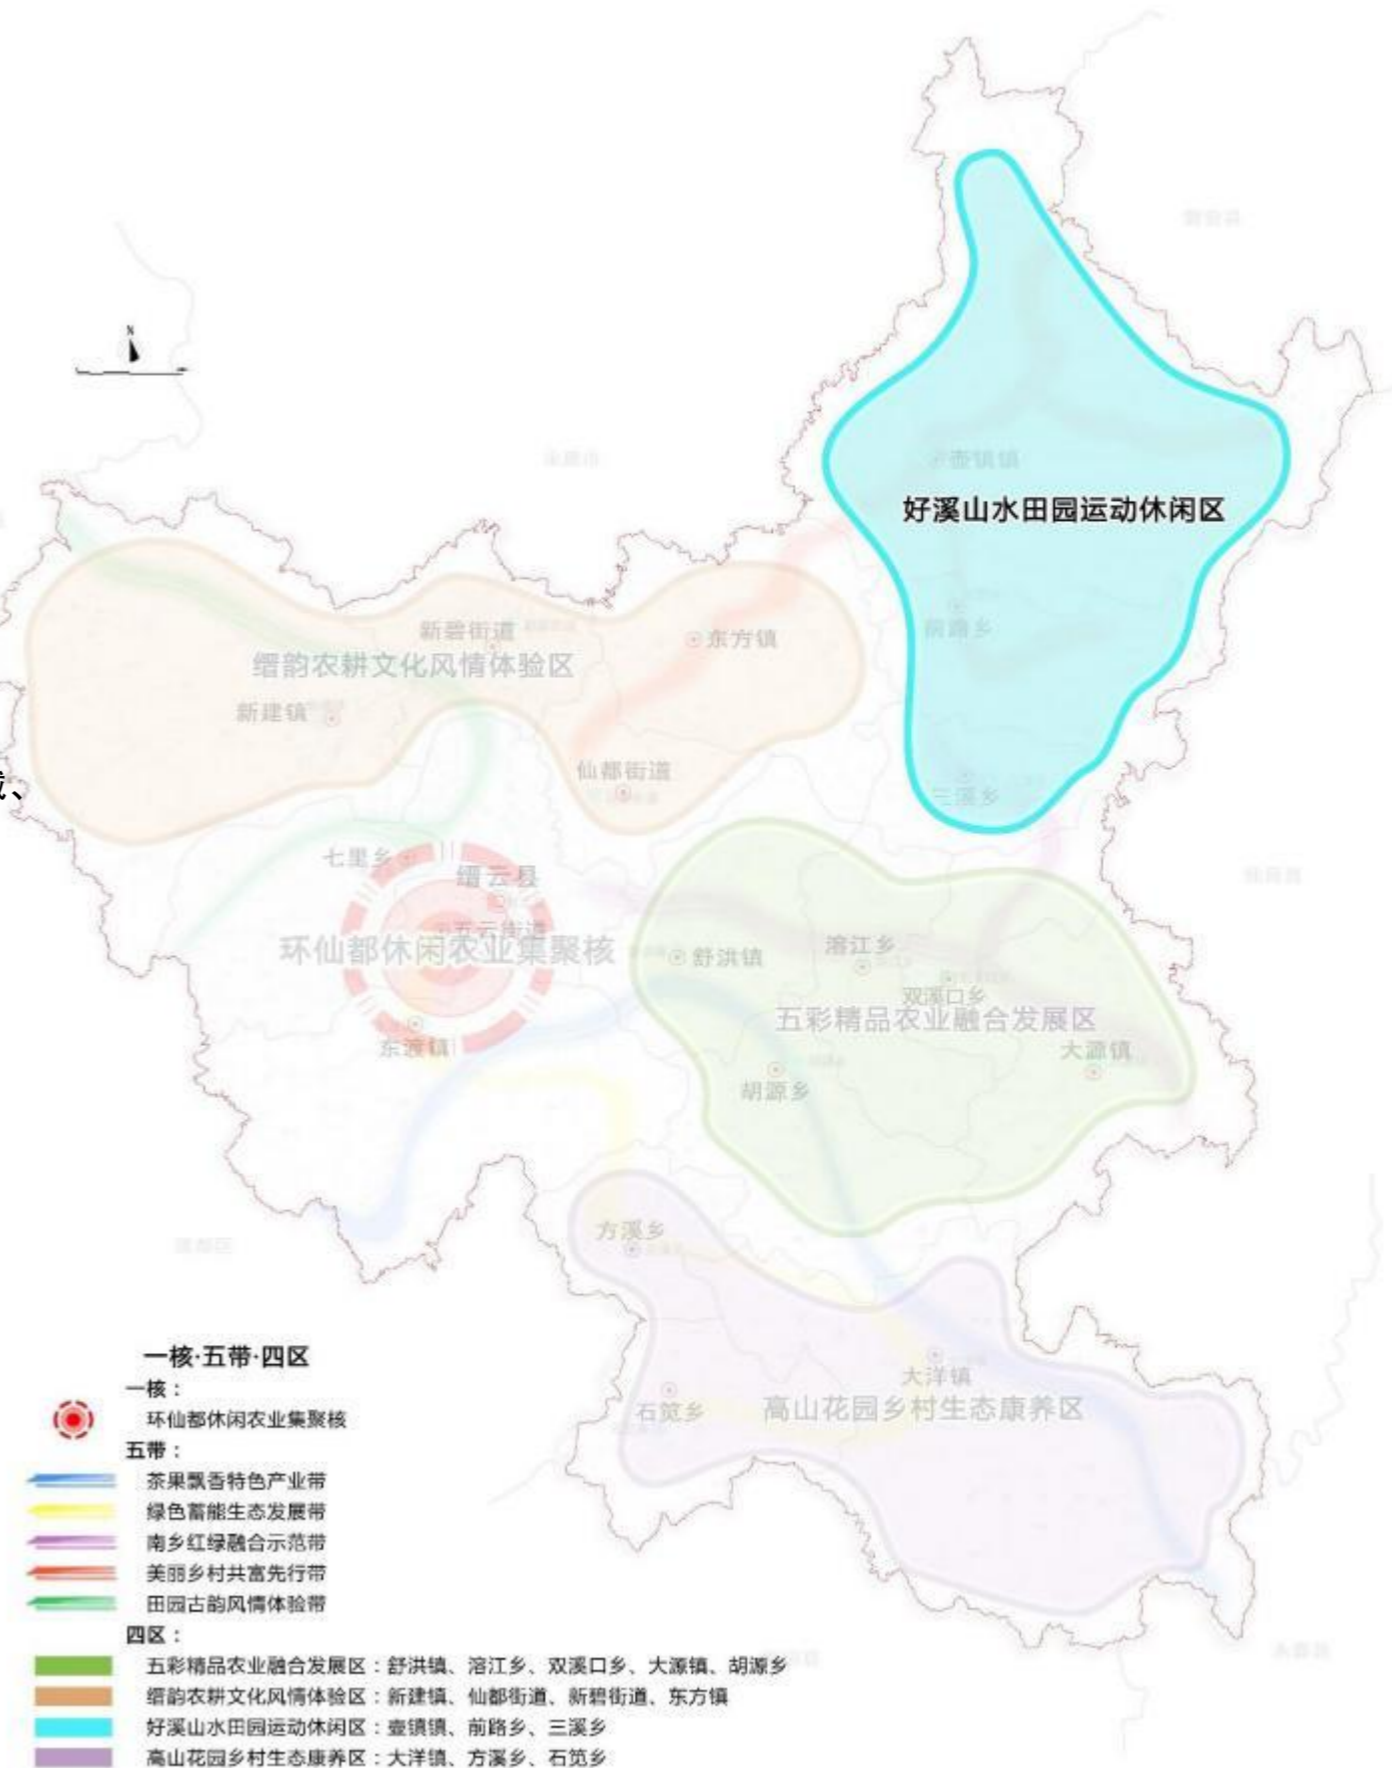 N
壶镇镇
好溪山水田园运动休闲区
前路乡
新碧街道
东方镇
缙韵农耕文化风情体验区
新建镇
仙都街道
、
三溪乡
七里乡
缙云县
五云街道
环仙都休闲农业集聚核
舒洪镇
溶江乡
双溪口乡
五彩精品农业融合发展区
东渡镇
大源镇
胡源乡
方溪乡
大洋镇
石笕乡
高山花园乡村生态康养区
一核·五带·四区
一核：
环仙都休闲农业集聚核
五带：
茶果飘香特色产业带
绿色蓄能生态发展带
南乡红绿融合示范带
美丽乡村共富先行带
田园古韵风情体验带
四区：
五彩精品农业融合发展区：舒洪镇、溶江乡、双溪口乡、大源镇、胡源乡
缙韵农耕文化风情体验区：新建镇、仙都街道、新碧街道、东方镇
好溪山水田园运动休闲区：壶镇镇、前路乡、三溪乡
高山花园乡村生态康养区：大洋镇、方溪乡、石笕乡